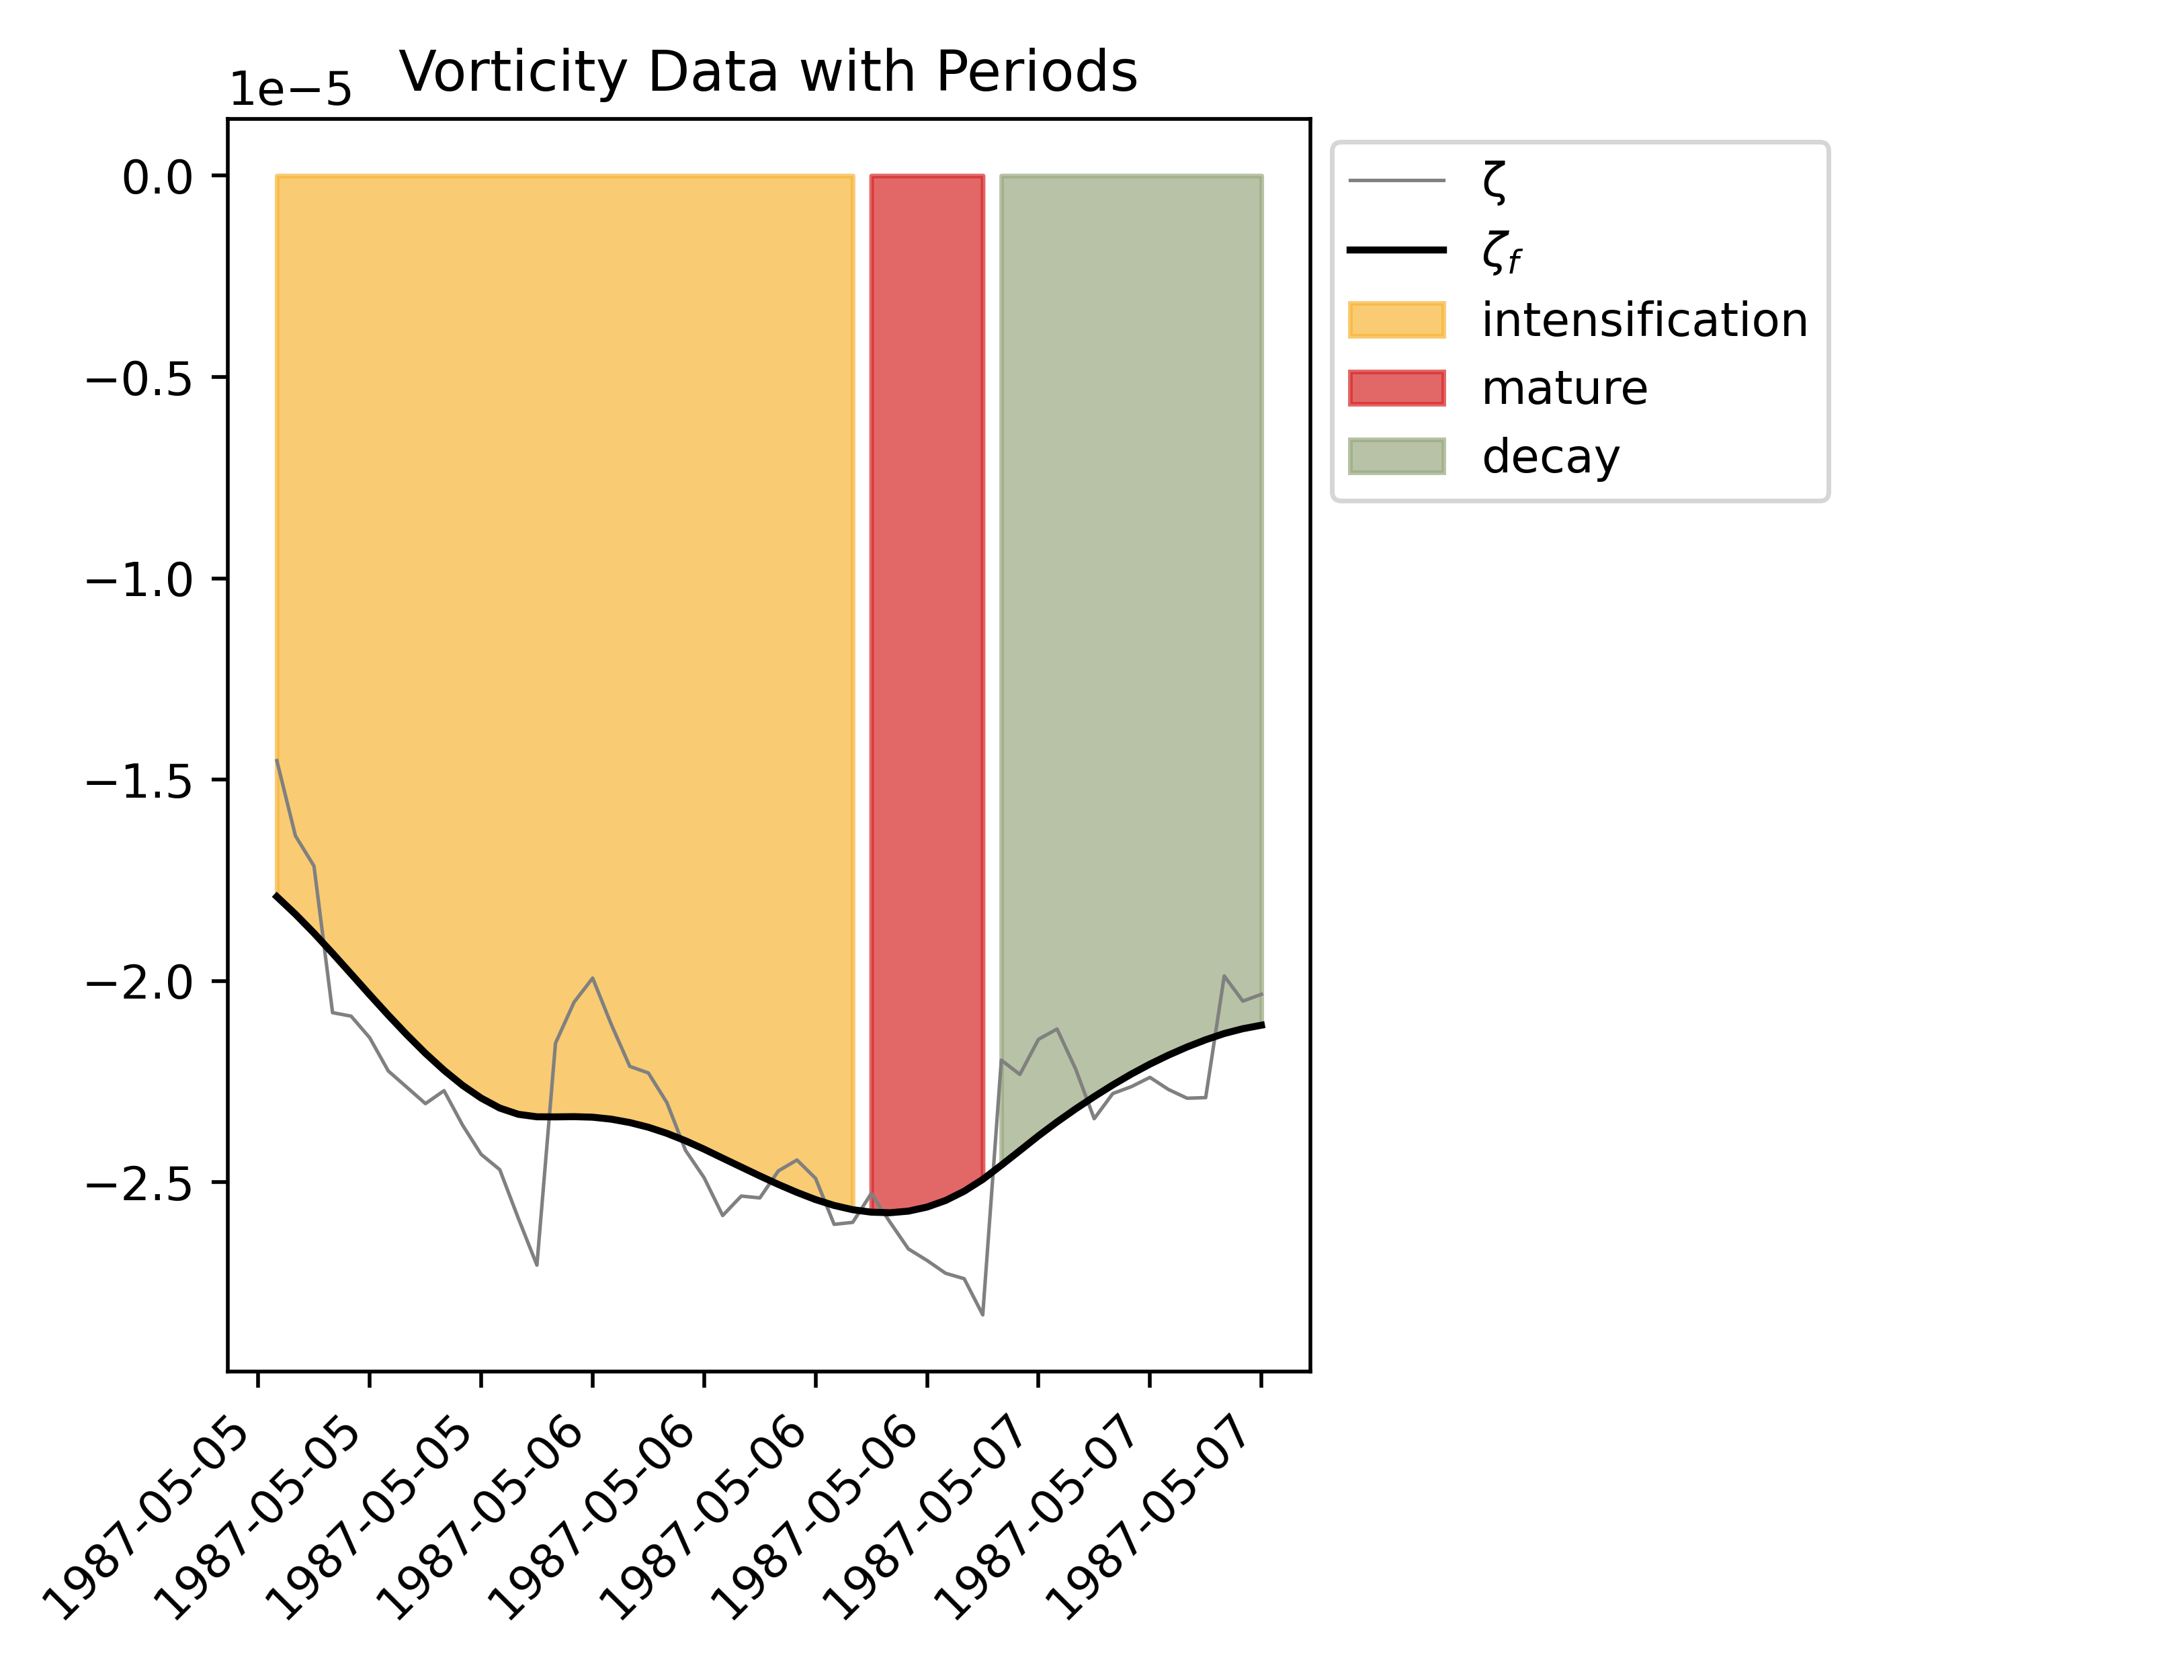 Vorticity Data with Periods
1e−5
0.0
−0.5
−1.0
−1.5
−2.0
−2.5
1987-05-05
1987-05-05
1987-05-05
1987-05-06
1987-05-06
1987-05-06
1987-05-06
1987-05-07
1987-05-07
1987-05-07
ζ
ζf
intensification
mature
decay